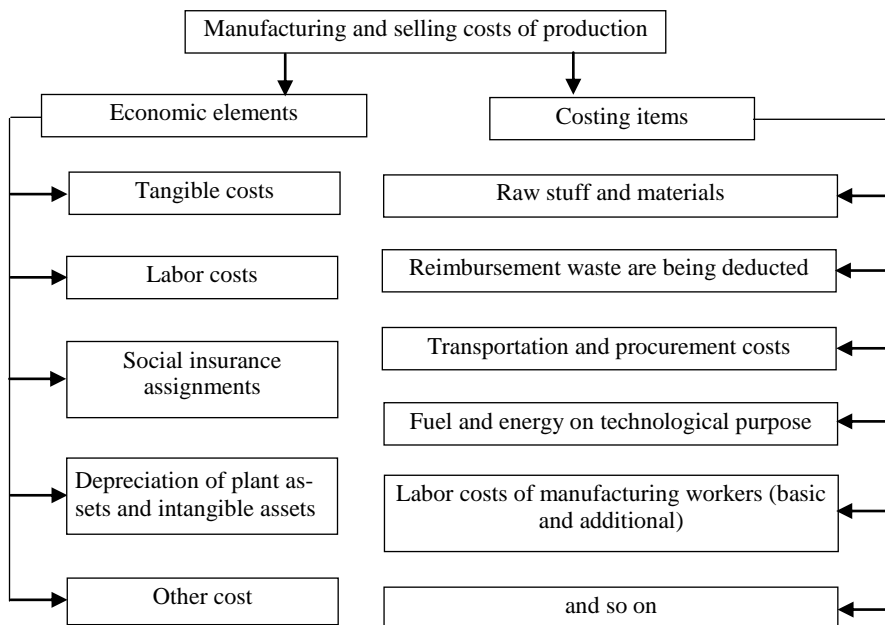 Manufacturing and selling costs of production
Economic elements
Costing items
Tangible costs
Labor costs
Social insurance
assignments
Depreciation of plant as-
sets and intangible assets
Other cost
Raw stuff and materials
Reimbursement waste are being deducted
Transportation and procurement costs
Fuel and energy on technological purpose
Labor costs of manufacturing workers (basic
and additional)
and so on